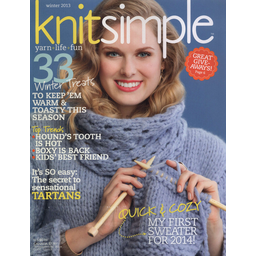 winter 2013
knitsimple
yarn•life•fun
GREAT
GIVE-
AWAYS!
33
Winter Treats
TO KEEP 'EM
WARM &
TOASTY THIS
SEASON
Top Trends
HOUND'S TOOTH
IS HOT
BOXY IS BACK
KIDS' BEST FRIEND
It's SO easy:
The secret to
sensational
TARTANS
QUICK & COZY
MY FIRST
SWEATER
FOR 2014!